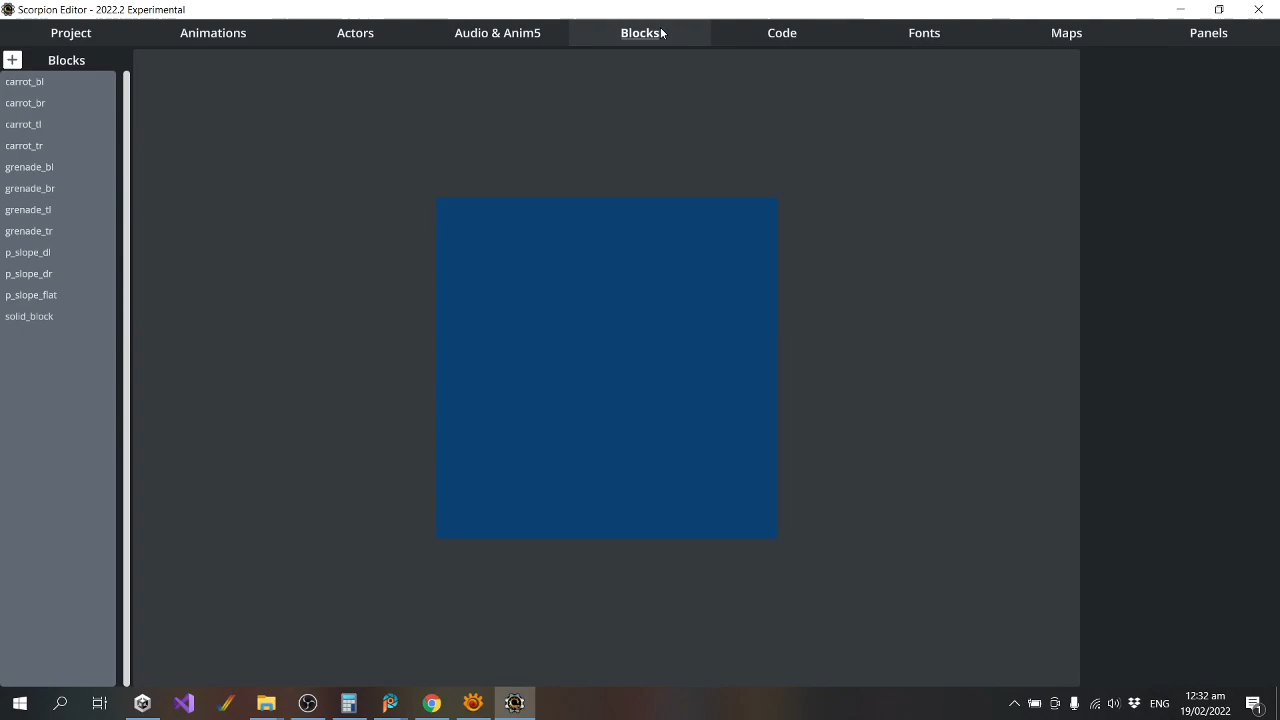 Scorpion Editor - 2022.2 Experimental
Project Animations Actors Audio & Anim5 Blocks Code Fonts Maps Panels
+ Blocks
carrot_bl
carrot_br
carrot_tl
carrot_tr
grenade_bl
grenade_br
grenade_tl
grenade_tr
p_slope_dl
p_slope_dr
p_slope_flat
solid_block
ENG
12:32 am
19/02/2022